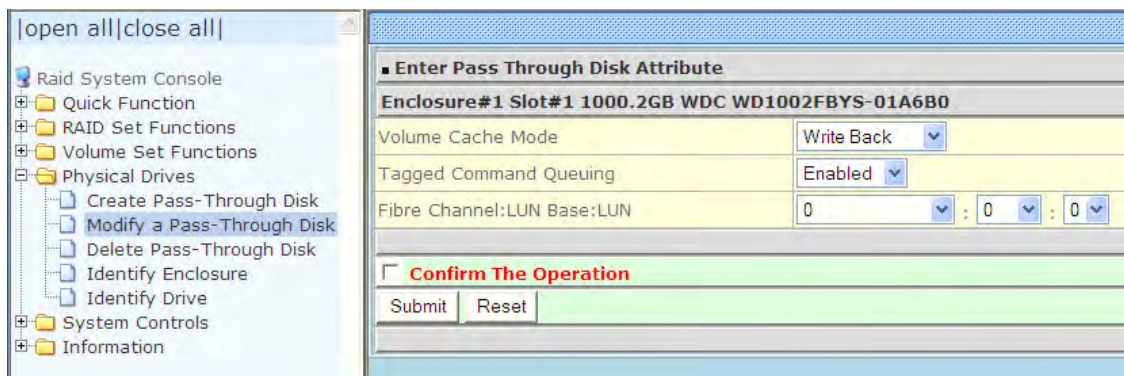 |open all|close all|
Raid System Console
Quick Function
RAID Set Functions
Volume Set Functions
Physical Drives
Create Pass-Through Disk
Modify a Pass-Through Disk
Delete Pass-Through Disk
Identify Enclosure
Identify Drive
System Controls
Information
Enter Pass Through Disk Attribute
Enclosure#1 Slot#1 1000.2GB WDC WD1002FBYS-01A6B0
Volume Cache Mode Write Back
Tagged Command Queuing Enabled
Fibre Channel:LUN Base:LUN 0 : 0 : 0
Confirm The Operation
Submit Reset